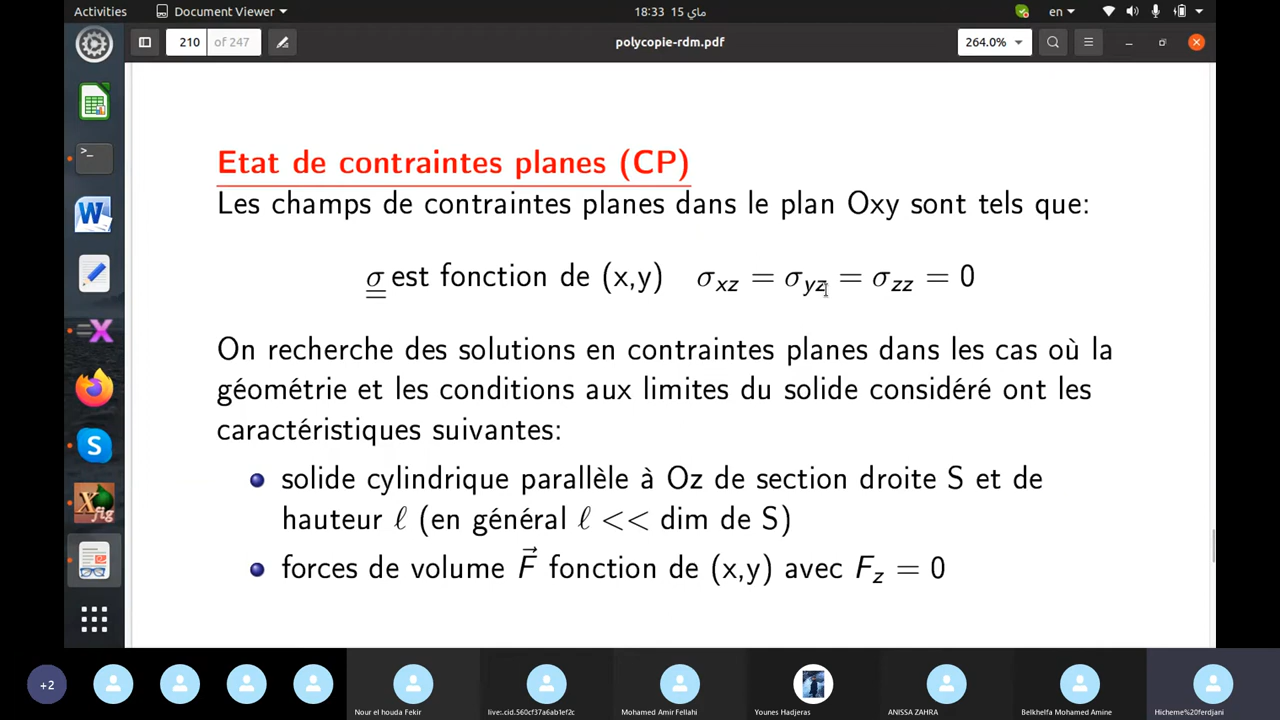 Activities Document Viewer 18:33 15 ماي en
210 of 247 polycopie-rdm.pdf 264.0%
Etat de contraintes planes (CP)
Les champs de contraintes planes dans le plan Oxy sont tels que:
σ est fonction de (x,y) σxz = σyz = σzz = 0
On recherche des solutions en contraintes planes dans les cas où la
géométrie et les conditions aux limites du solide considéré ont les
caractéristiques suivantes:
solide cylindrique parallèle à Oz de section droite S et de
hauteur ℓ (en général ℓ << dim de S)
forces de volume F⃗ fonction de (x,y) avec Fz = 0
+2
Nour el houda Fekir
live:.cid.560cf37a6ab1ef2c
Mohamed Amir Fellahi
Younes Hadjeras
ANISSA ZAHRA
Belkhelfa Mohamed Amine
Hicheme%20ferdjani